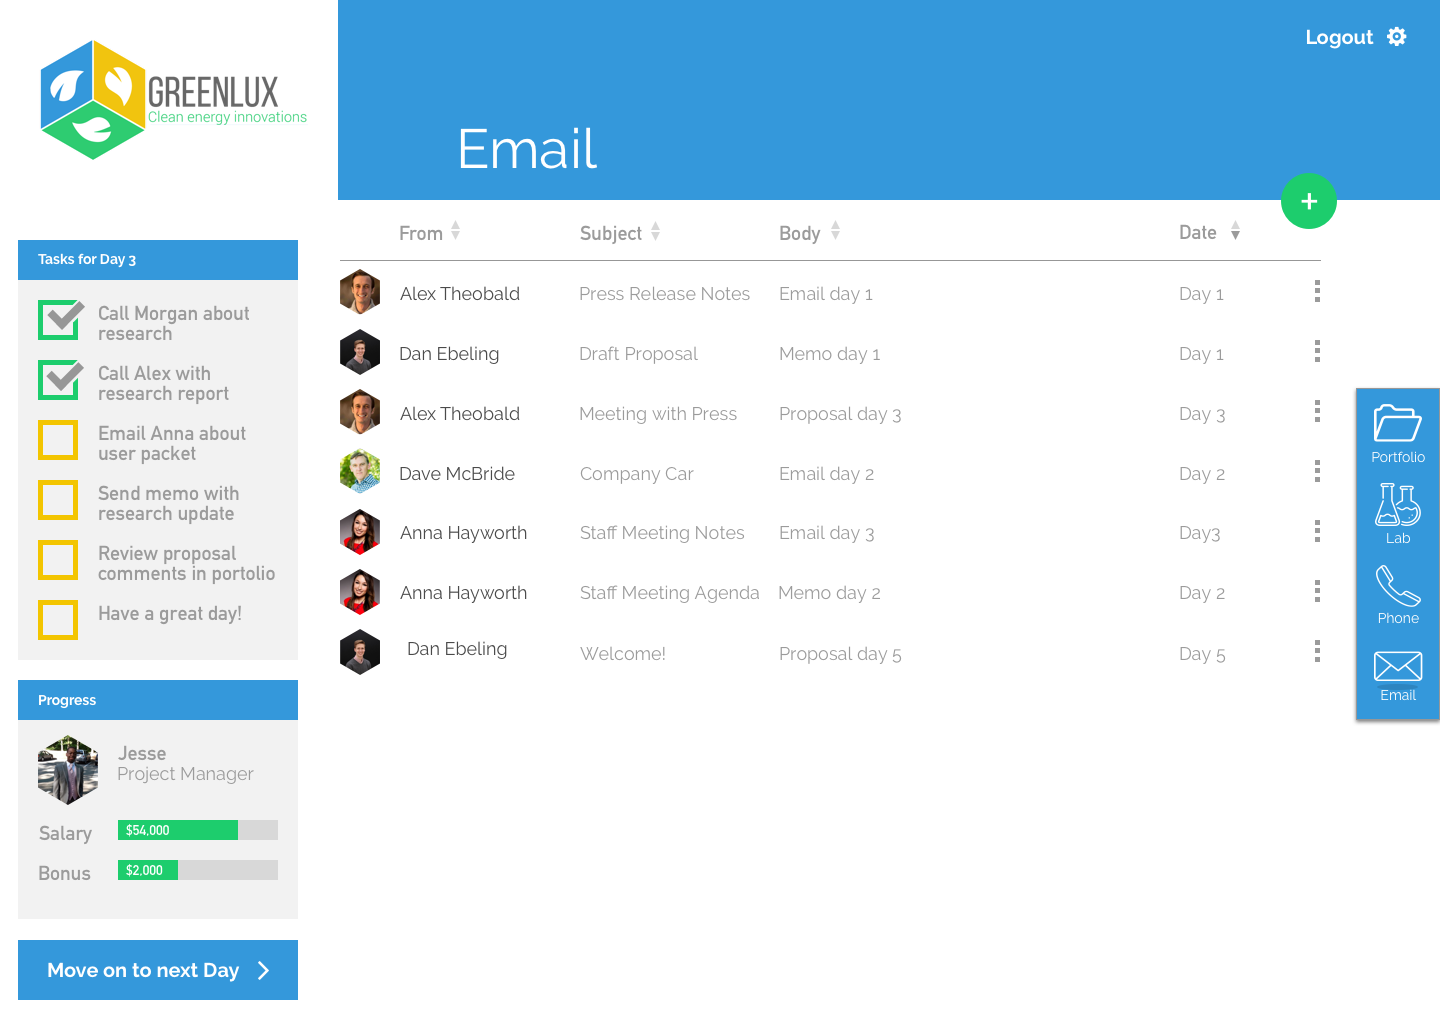 GREENLUX
Clean energy innovations
Logout
Email
Tasks for Day 3
Call Morgan about
research
Call Alex with
research report
Email Anna about
user packet
Send memo with
research update
Review proposal
comments in portolio
Have a great day!
Progress
Jesse
Project Manager
Salary $54,000
Bonus $2,000
Move on to next Day
From Subject Body Date
Alex Theobald Press Release Notes Email day 1 Day 1
Dan Ebeling Draft Proposal Memo day 1 Day 1
Alex Theobald Meeting with Press Proposal day 3 Day 3
Dave McBride Company Car Email day 2 Day 2
Anna Hayworth Staff Meeting Notes Email day 3 Day3
Anna Hayworth Staff Meeting Agenda Memo day 2 Day 2
Dan Ebeling Welcome! Proposal day 5 Day 5
Portfolio
Lab
Phone
Email